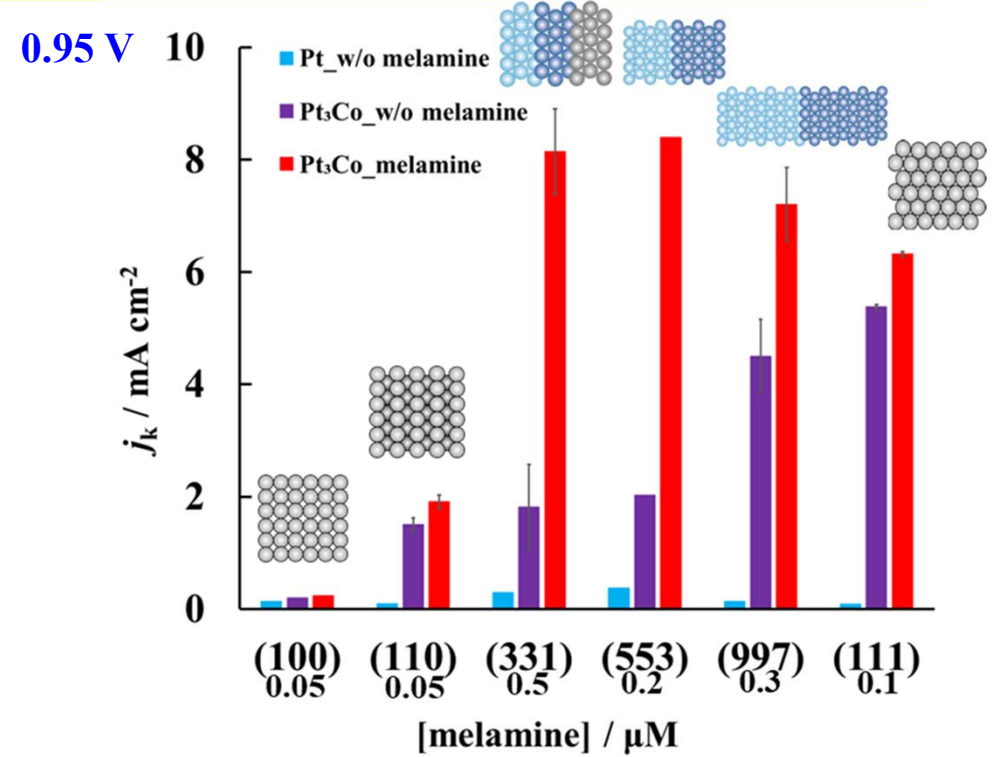 0.95 V
10
8
6
4
2
0
jk / mA cm-2
Pt_w/o melamine
Pt₃Co_w/o melamine
Pt₃Co_melamine
(100) (110) (331) (553) (997) (111)
0.05 0.05 0.5 0.2 0.3 0.1
[melamine] / μM